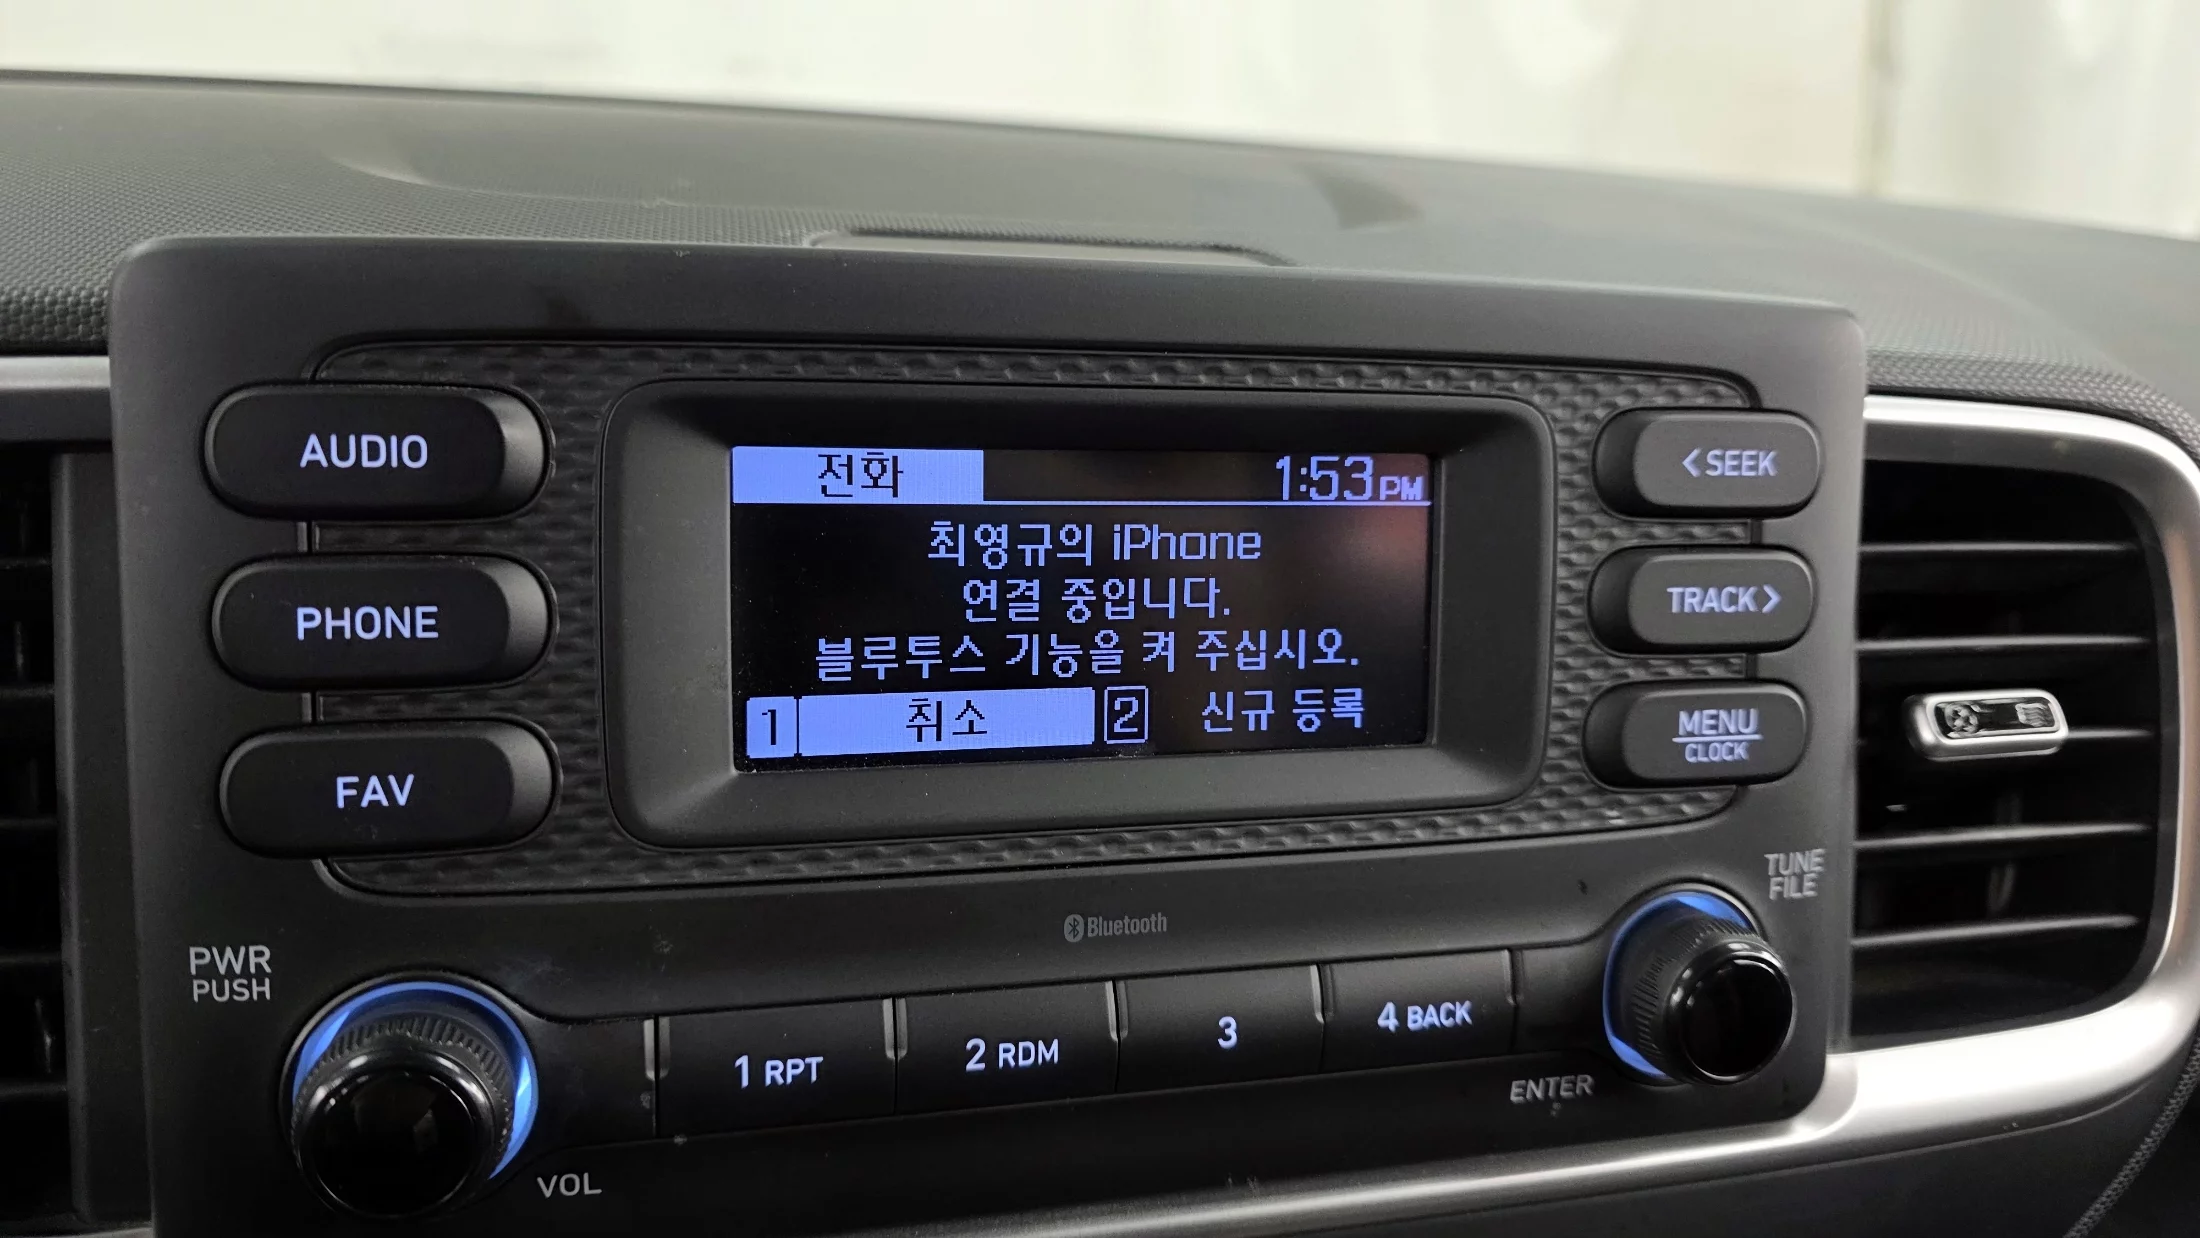 AUDIO
PHONE
FAV
전화 1:53 PM
최영규의 iPhone
연결 중입니다.
블루투스 기능을 켜 주십시오.
1 취소 2 신규 등록
< SEEK
TRACK >
MENU
CLOCK
TUNE
FILE
Bluetooth
PWR
PUSH
VOL
1 RPT
2 RDM
3
4 BACK
ENTER